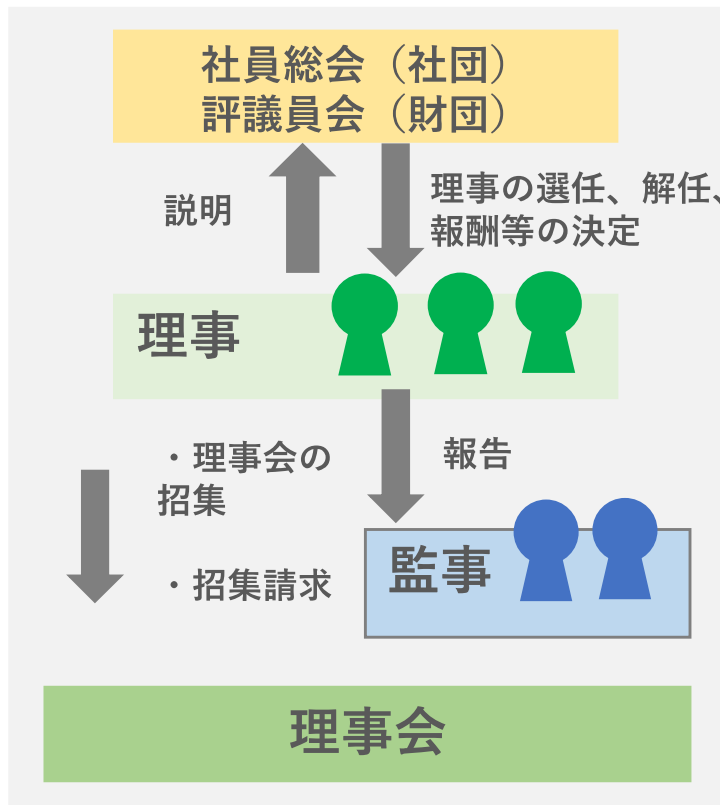 社員総会（社団）
評議員会（財団）
説明
理事の選任、解任、
報酬等の決定
理事
・理事会の
招集
報告
・招集請求
監事
理事会